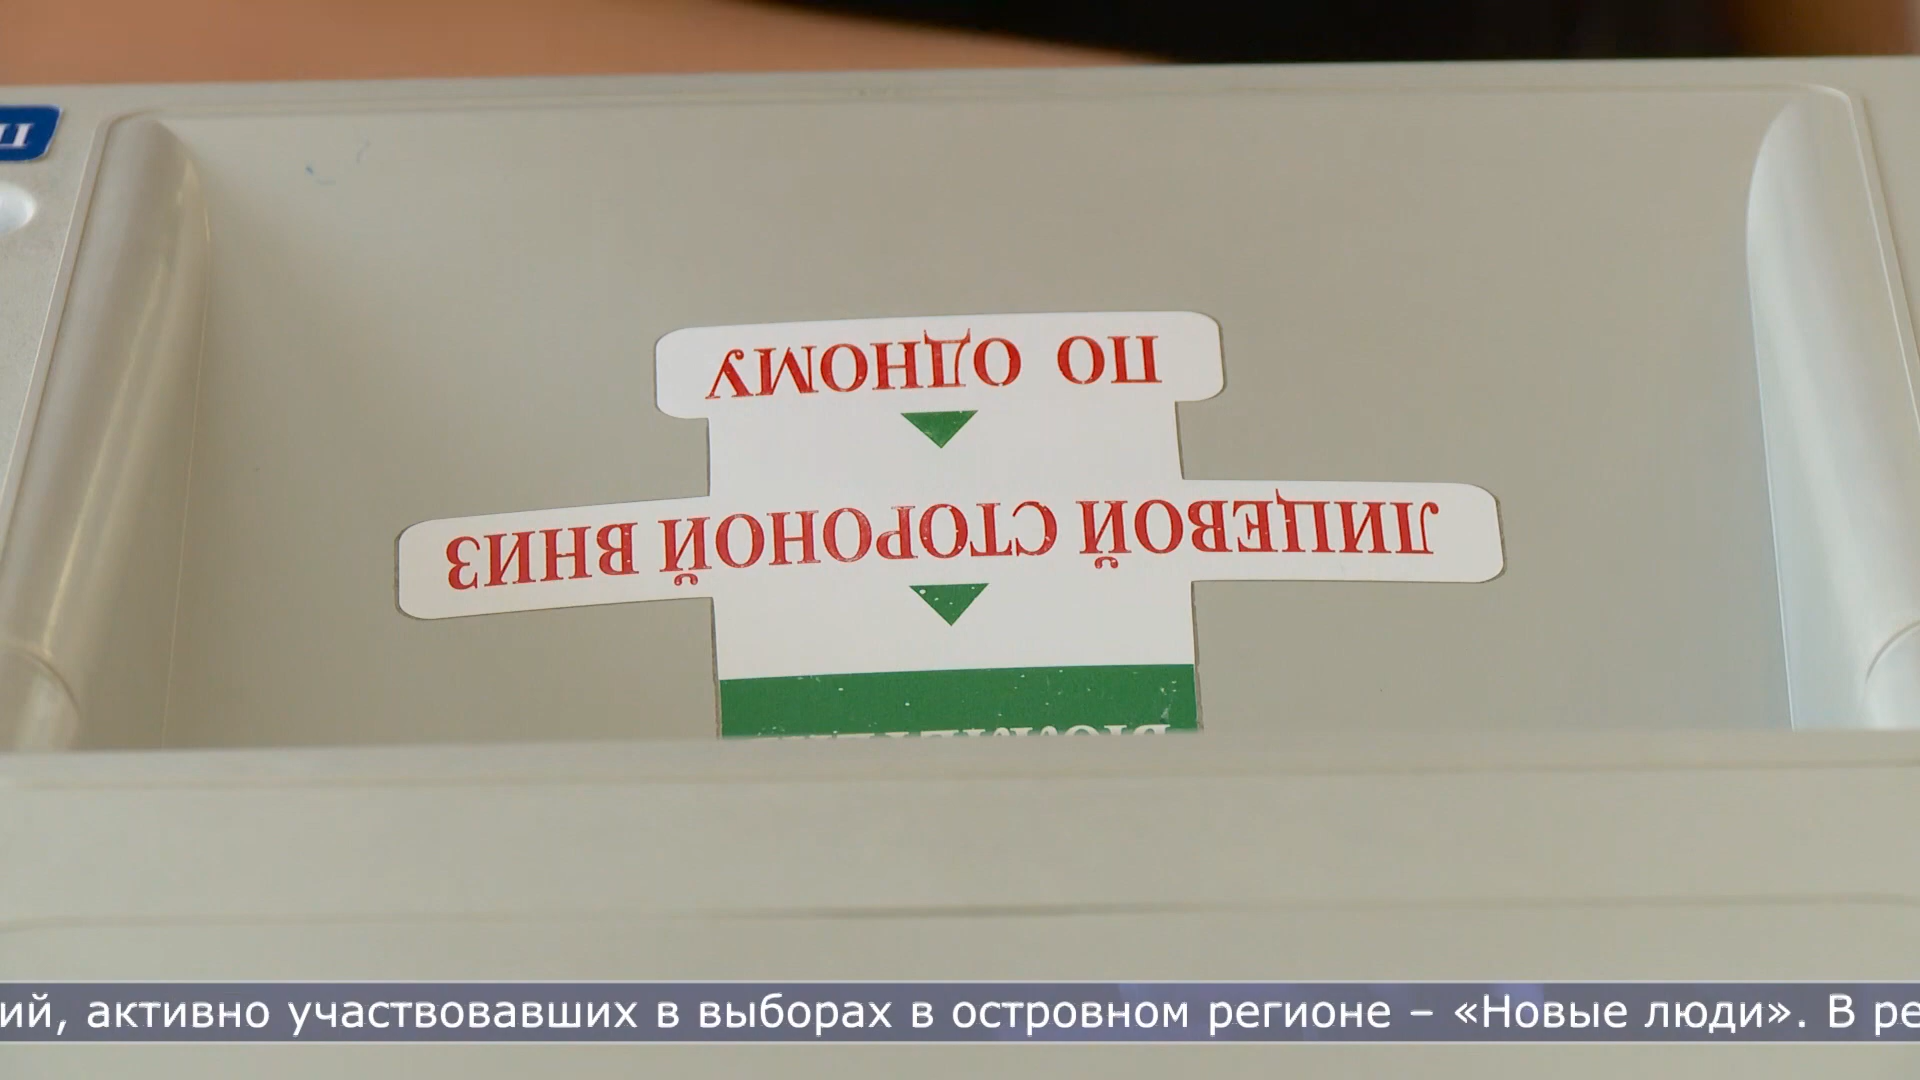 ПО ОДНОМУ
ЛИЦЕВОЙ СТОРОНОЙ ВНИЗ
ий, активно участвовавших в выборах в островном регионе – «Новые люди». В ре